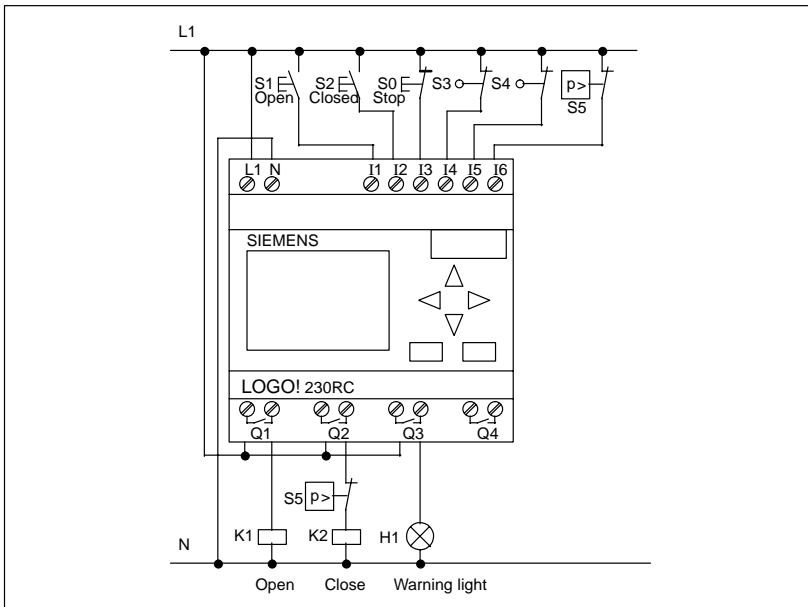 L1
S1 S2 S0 S3 S4 p>
Open Closed Stop S5
L1 N I1 I2 I3 I4 I5 I6
SIEMENS
LOGO! 230RC
Q1 Q2 Q3 Q4
S5 p>
K1 K2 H1
N
Open Close Warning light